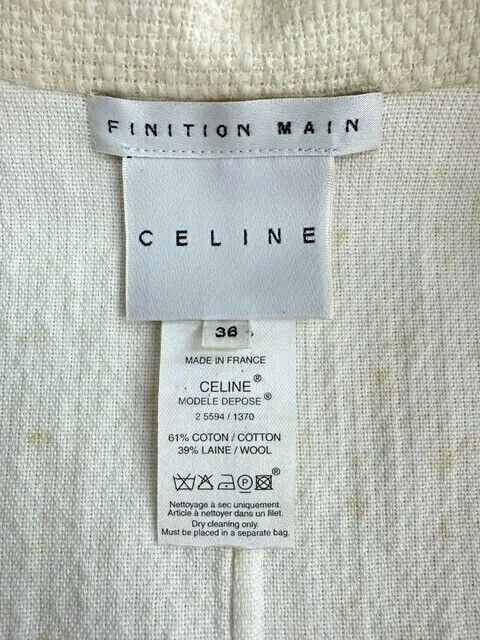 FINITION MAIN
CELINE
36
MADE IN FRANCE
CELINE®
MODELE DEPOSE®
2 5594 / 1370
61% COTON / COTTON
39% LAINE / WOOL
P ®
Nettoyage à sec uniquement
Article à nettoyer dans un filet.
Dry cleaning only.
Must be placed in a separate bag.